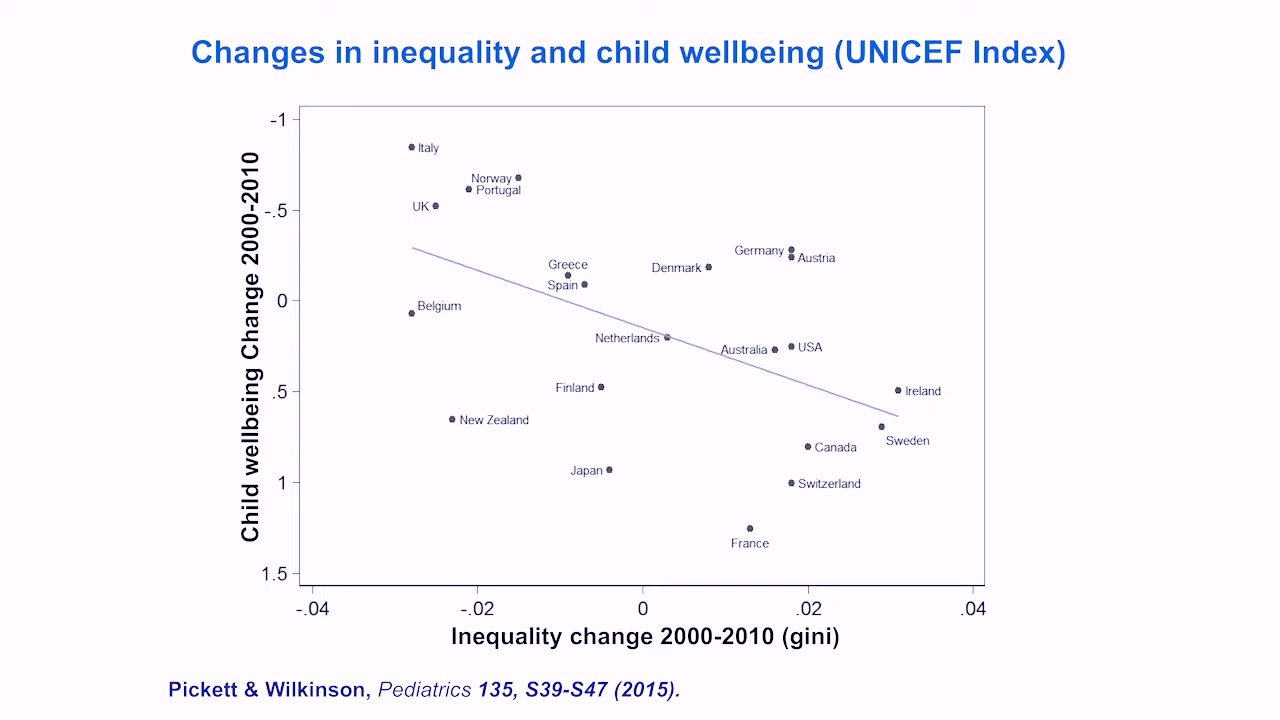 Changes in inequality and child wellbeing (UNICEF Index)
Child wellbeing Change 2000-2010
-1
-.5
0
.5
1
1.5
Italy
Norway
Portugal
UK
Germany
Austria
Greece
Denmark
Spain
Belgium
Netherlands
Australia
USA
Finland
Ireland
New Zealand
Sweden
Canada
Japan
Switzerland
France
-.04
-.02
0
.02
.04
Inequality change 2000-2010 (gini)
Pickett & Wilkinson, Pediatrics 135, S39-S47 (2015).